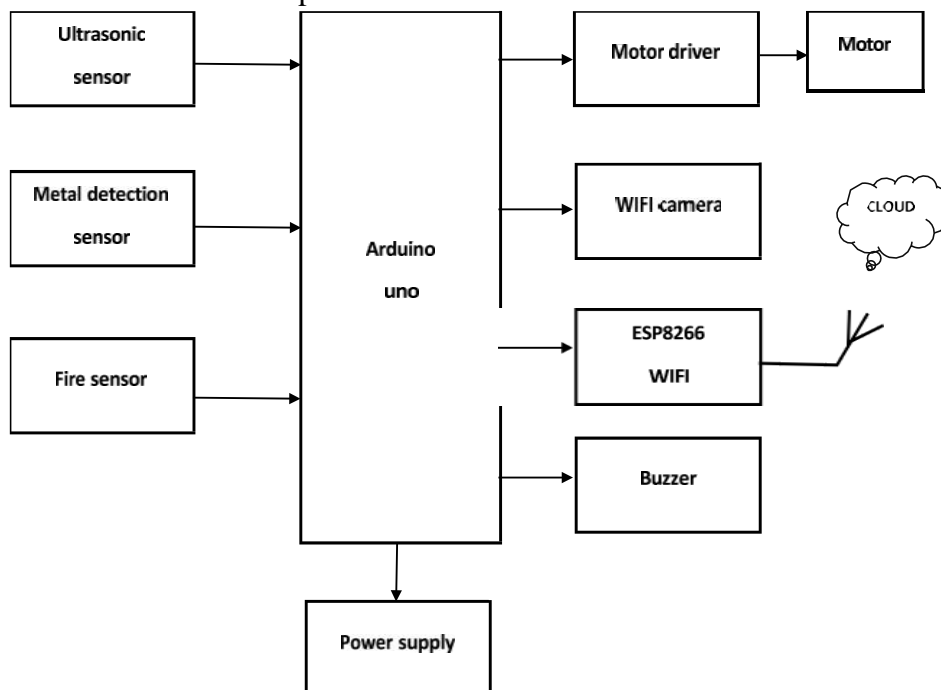 Ultrasonic
sensor
Motor driver
Motor
Metal detection
sensor
WIFI camera
CLOUD
Arduino
uno
ESP8266
WIFI
Fire sensor
Buzzer
Power supply